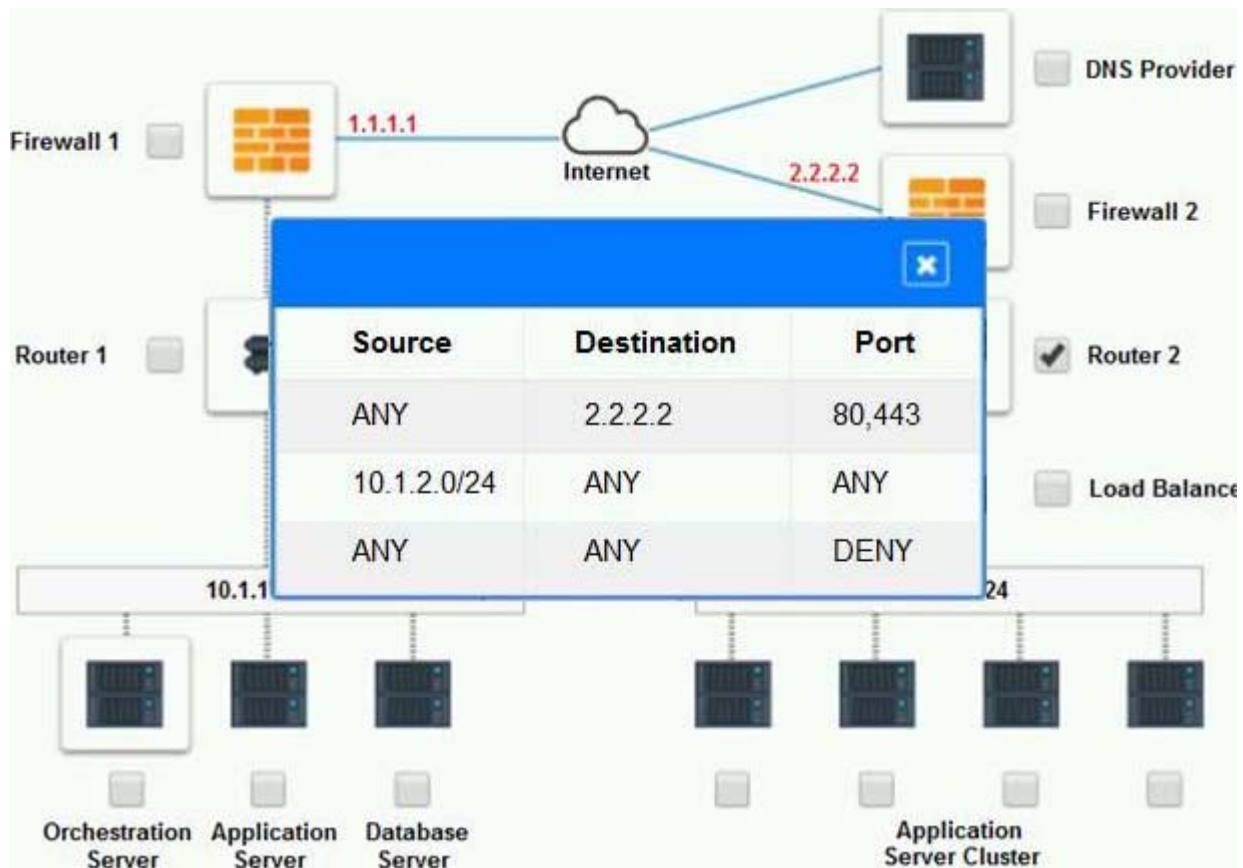 DNS Provider
Firewall 1
1.1.1.1
Internet
2.2.2.2
Firewall 2
Source Destination Port
Router 1
Router 2
ANY 2.2.2.2 80,443
10.1.2.0/24 ANY ANY
Load Balance
ANY ANY DENY
10.1.1
24
Orchestration Server
Application Server
Database Server
Application Server Cluster